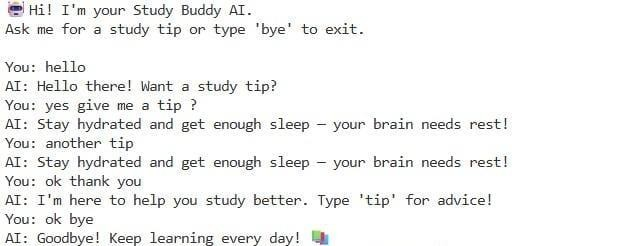 🤖 Hi! I'm your Study Buddy AI.
Ask me for a study tip or type 'bye' to exit.
You: hello
AI: Hello there! Want a study tip?
You: yes give me a tip ?
AI: Stay hydrated and get enough sleep — your brain needs rest!
You: another tip
AI: Stay hydrated and get enough sleep — your brain needs rest!
You: ok thank you
AI: I'm here to help you study better. Type 'tip' for advice!
You: ok bye
AI: Goodbye! Keep learning every day! 📚